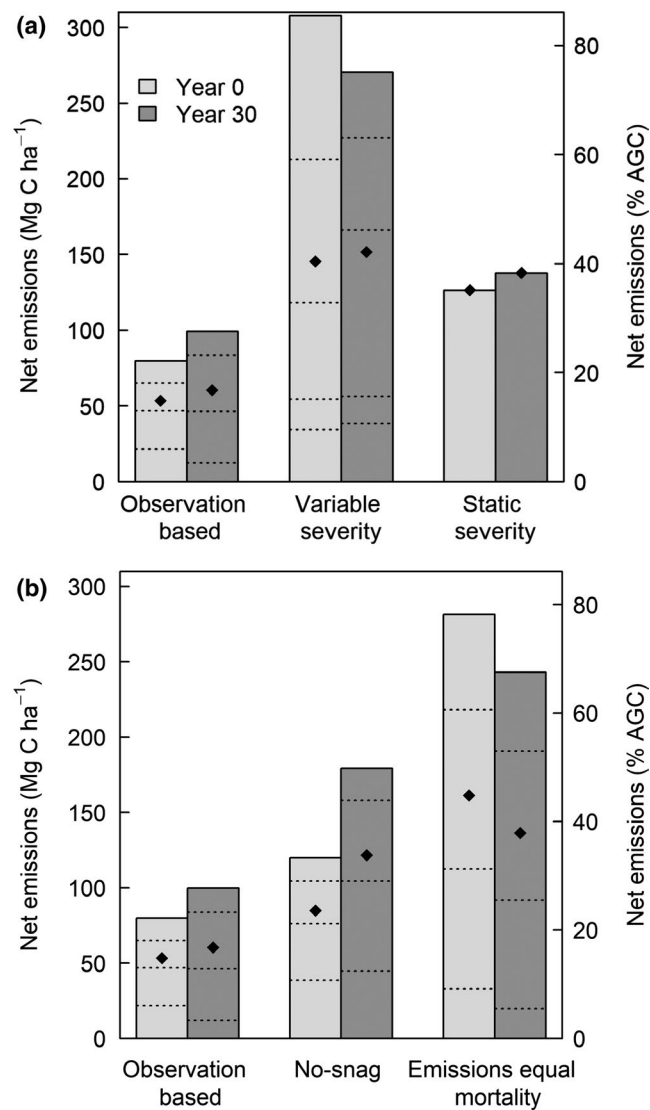 (a)
Net emissions (Mg C ha⁻¹)
300
250
200
150
100
50
0
Year 0
Year 30
80
60
40
20
0
Net emissions (% AGC)
Observation
based
Variable
severity
Static
severity
(b)
Net emissions (Mg C ha⁻¹)
300
250
200
150
100
50
0
80
60
40
20
0
Net emissions (% AGC)
Observation
based
No-snag
Emissions equal
mortality